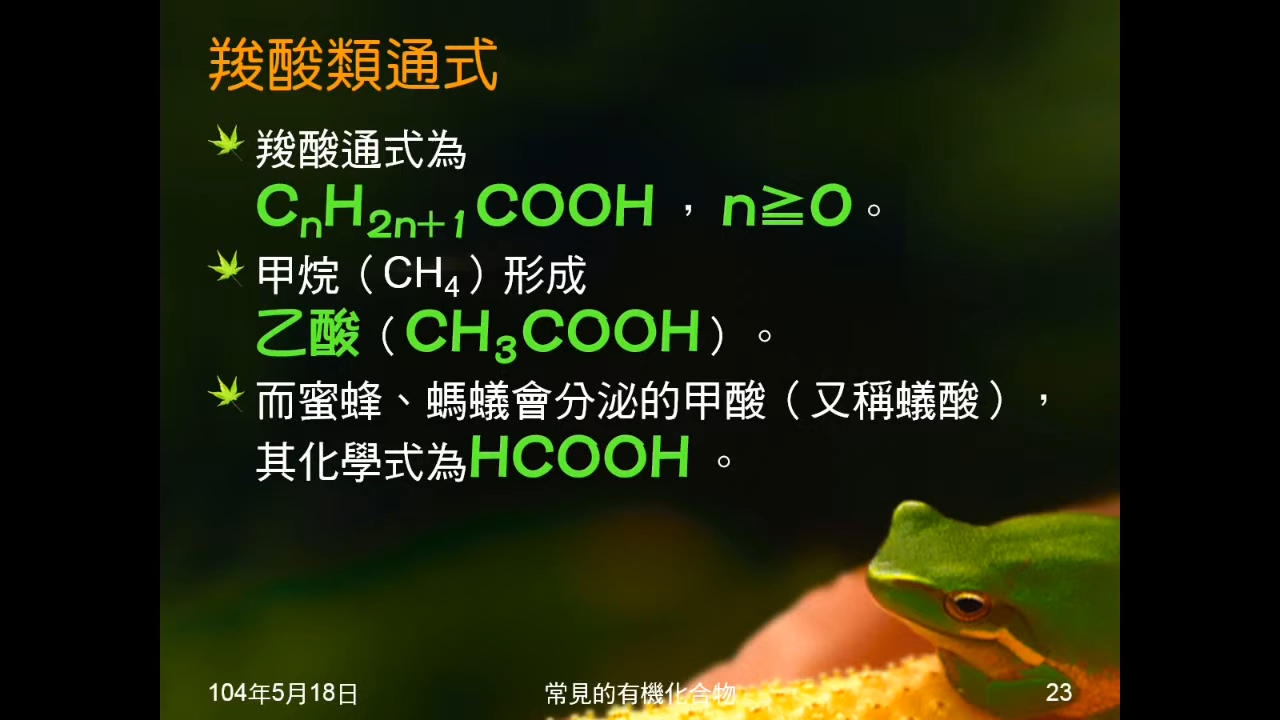 羧酸類通式
羧酸通式為
CnH2n+1COOH ，n≧0。
甲烷（CH4）形成
乙酸（CH3COOH）。
而蜜蜂、螞蟻會分泌的甲酸（又稱蟻酸），
其化學式為HCOOH 。
104年5月18日
常見的有機化合物
23